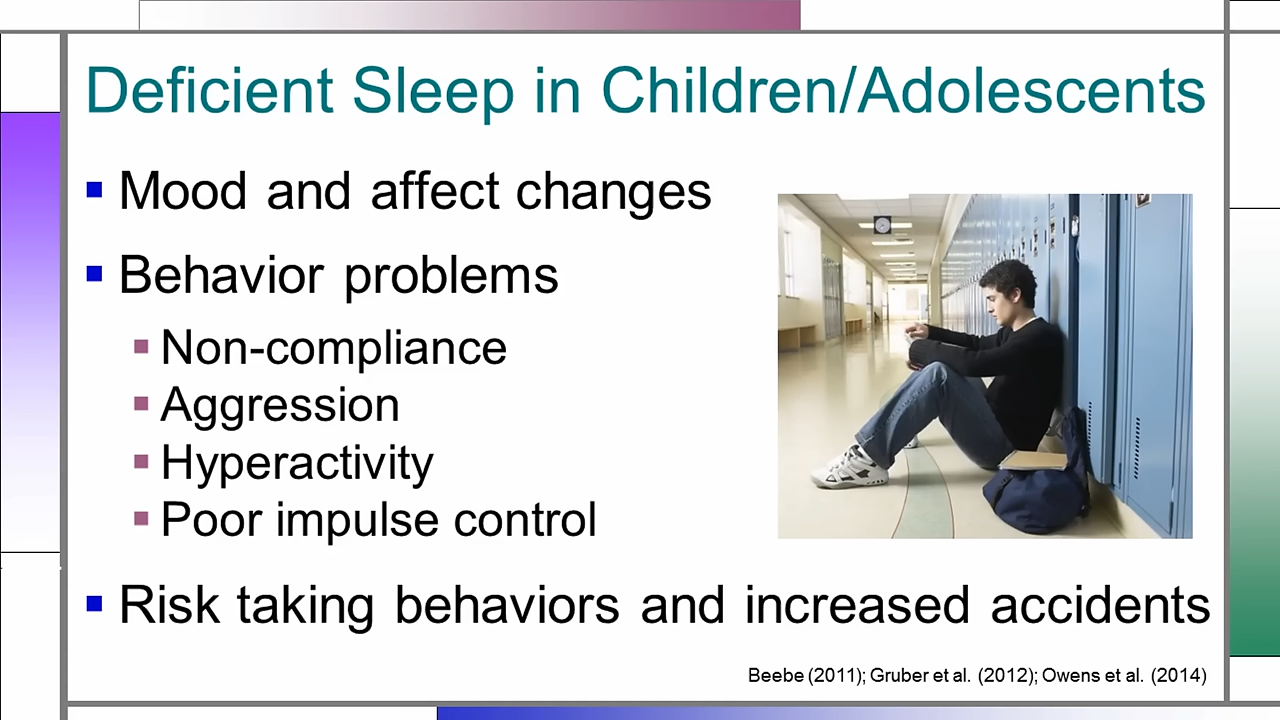 Deficient Sleep in Children/Adolescents
Mood and affect changes
Behavior problems
Non-compliance
Aggression
Hyperactivity
Poor impulse control
Risk taking behaviors and increased accidents
Beebe (2011); Gruber et al. (2012); Owens et al. (2014)